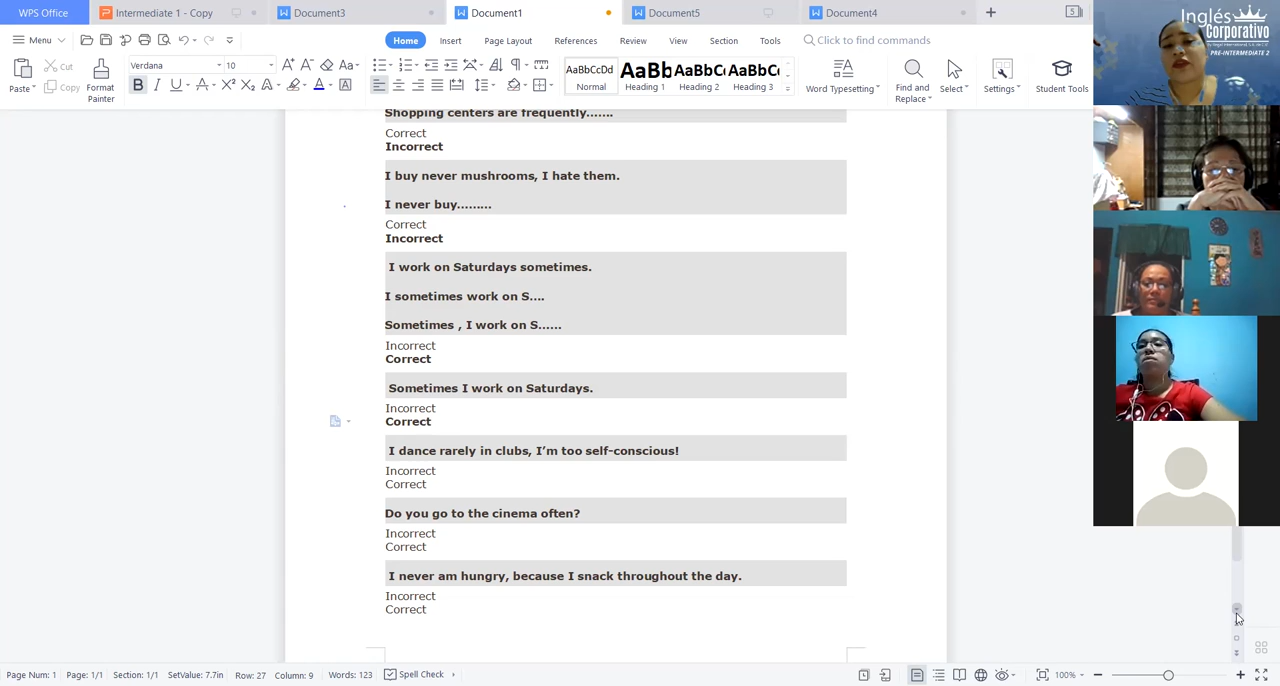 WPS Office
Intermediate 1 - Copy
Document3
Document1
Document5
Document4
5
Menu
Home
Insert
Page Layout
References
Review
View
Section
Tools
Click to find commands
Paste
Cut
Copy
Format Painter
Verdana
10
AaBbCcDd
Normal
AaBb
Heading 1
AaBbC
Heading 2
AaBbC
Heading 3
Word Typesetting
Find and Replace
Select
Settings
Student Tools
Inglés
Corporativo
PRE-INTERMEDIATE 2
Shopping centers are frequently.......
Correct
Incorrect
I buy never mushrooms, I hate them.
I never buy.........
Correct
Incorrect
I work on Saturdays sometimes.
I sometimes work on S....
Sometimes , I work on S......
Incorrect
Correct
Sometimes I work on Saturdays.
Incorrect
Correct
I dance rarely in clubs, I’m too self-conscious!
Incorrect
Correct
Do you go to the cinema often?
Incorrect
Correct
I never am hungry, because I snack throughout the day.
Incorrect
Correct
Page Num: 1
Page: 1/1
Section: 1/1
SetValue: 7.7in
Row: 27
Column: 9
Words: 123
Spell Check
100%